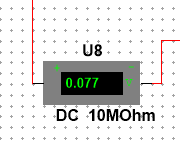 U8
+ −
0.077 V
DC 10MOhm